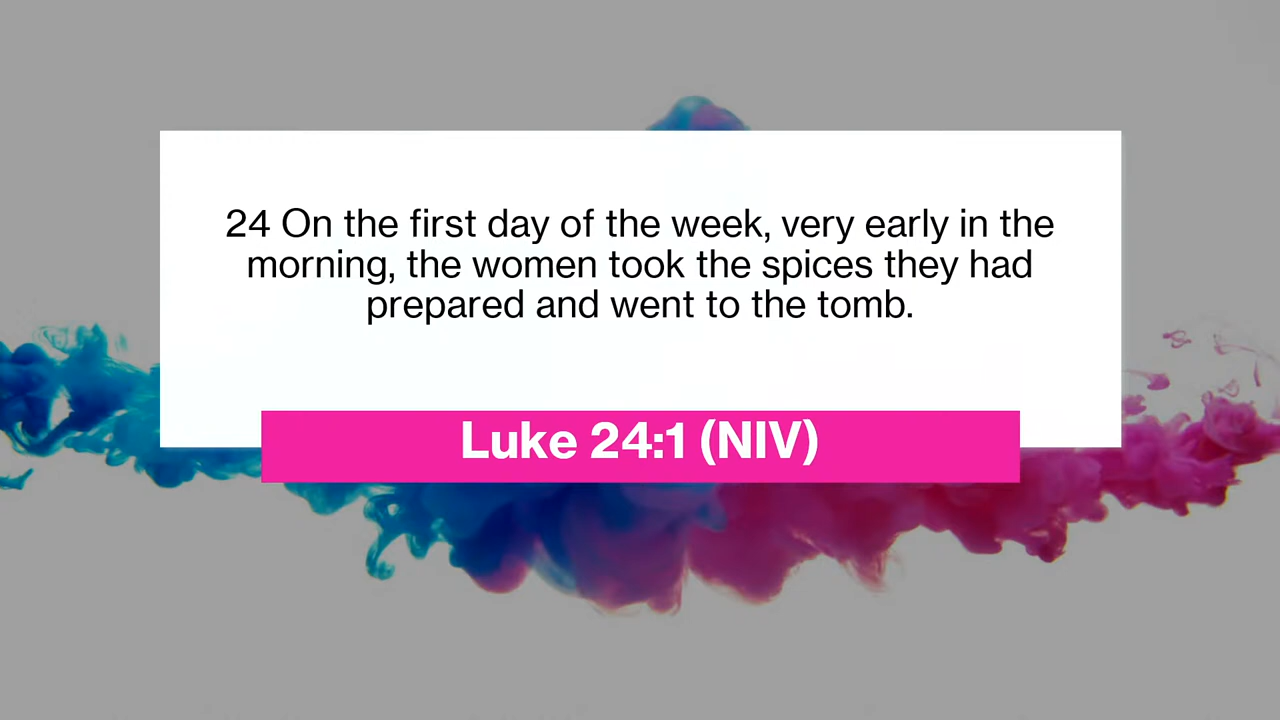 24 On the first day of the week, very early in the
morning, the women took the spices they had
prepared and went to the tomb.
Luke 24:1 (NIV)